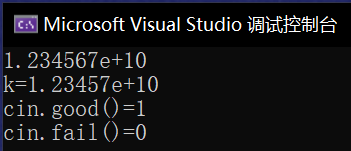 Microsoft Visual Studio 调试控制台
1.234567e+10
k=1.23457e+10
cin.good()=1
cin.fail()=0